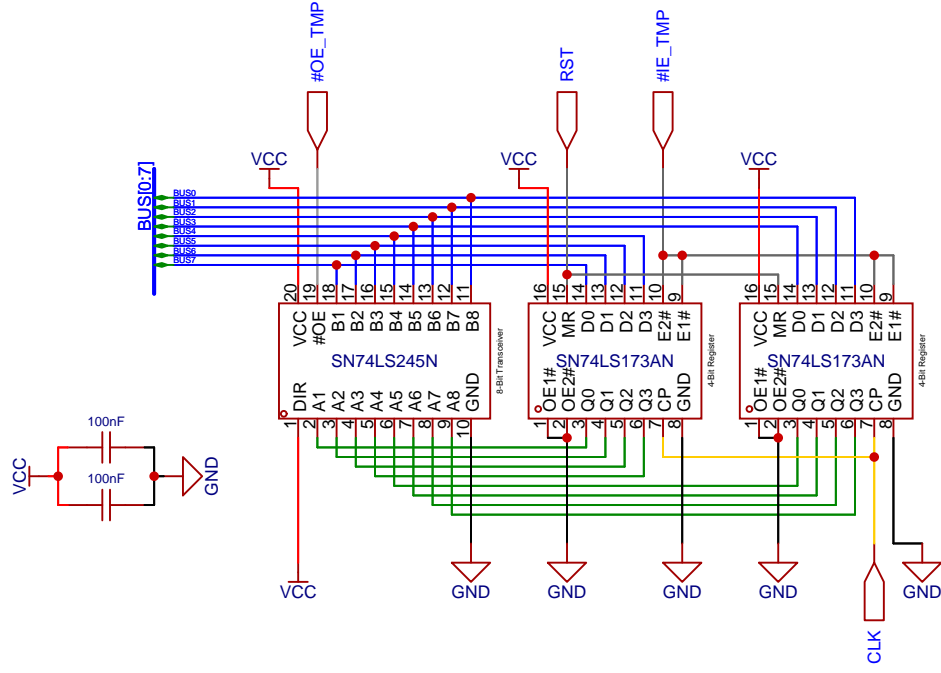 #OE_TMP
RST
#IE_TMP
VCC
VCC
VCC
BUS[0:7]
BUS0
BUS1
BUS2
BUS3
BUS4
BUS5
BUS6
BUS7
20 19 18 17 16 15 14 13 12 11
VCC #OE B1 B2 B3 B4 B5 B6 B7 B8
SN74LS245N
DIR A1 A2 A3 A4 A5 A6 A7 A8 GND
1 2 3 4 5 6 7 8 9 10
8-Bit Transceiver
16 15 14 13 12 11 10 9
VCC MR D0 D1 D2 D3 E2# E1#
SN74LS173AN
OE1# OE2# Q0 Q1 Q2 Q3 CP GND
1 2 3 4 5 6 7 8
4-Bit Register
16 15 14 13 12 11 10 9
VCC MR D0 D1 D2 D3 E2# E1#
SN74LS173AN
OE1# OE2# Q0 Q1 Q2 Q3 CP GND
1 2 3 4 5 6 7 8
4-Bit Register
100nF
100nF
VCC
GND
VCC
GND
GND
GND
GND
GND
CLK